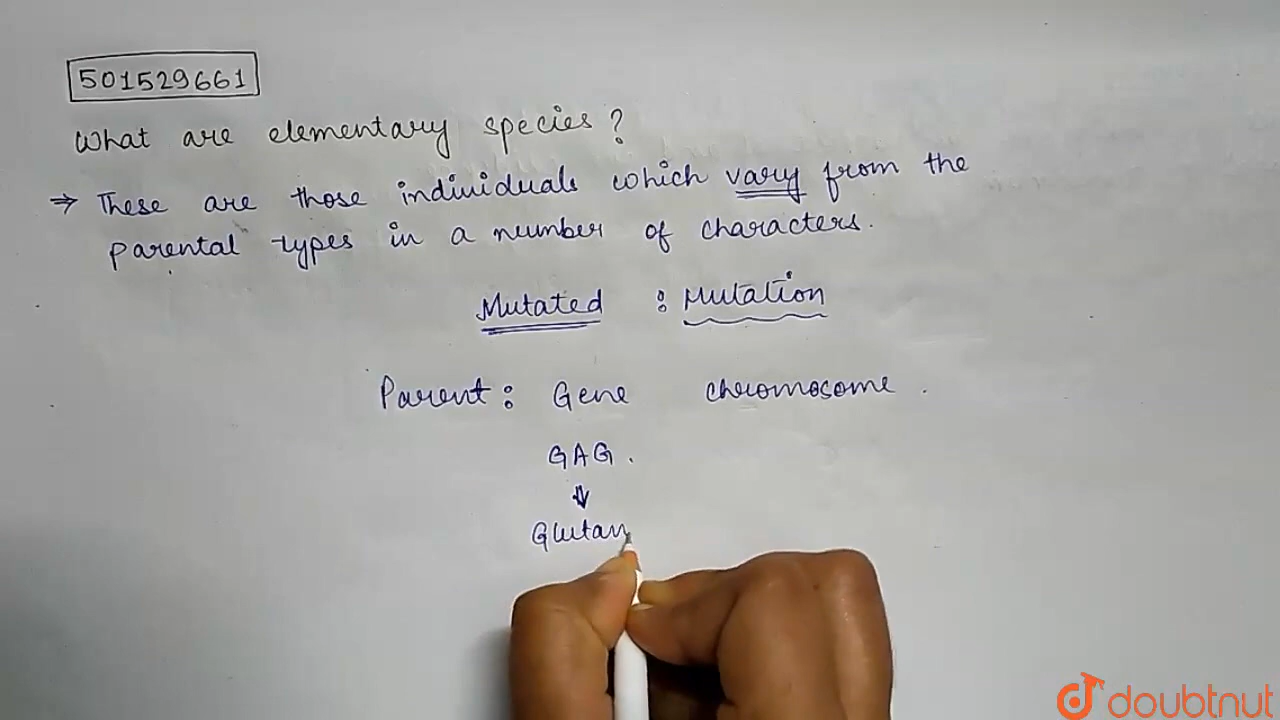 501529661
What are elementary species?
⇒ These are those individuals which vary from the
parental types in a number of characters.
Mutated : Mutation
Parent : Gene chromosome.
GAG.
⇓
Glutam
doubtnut